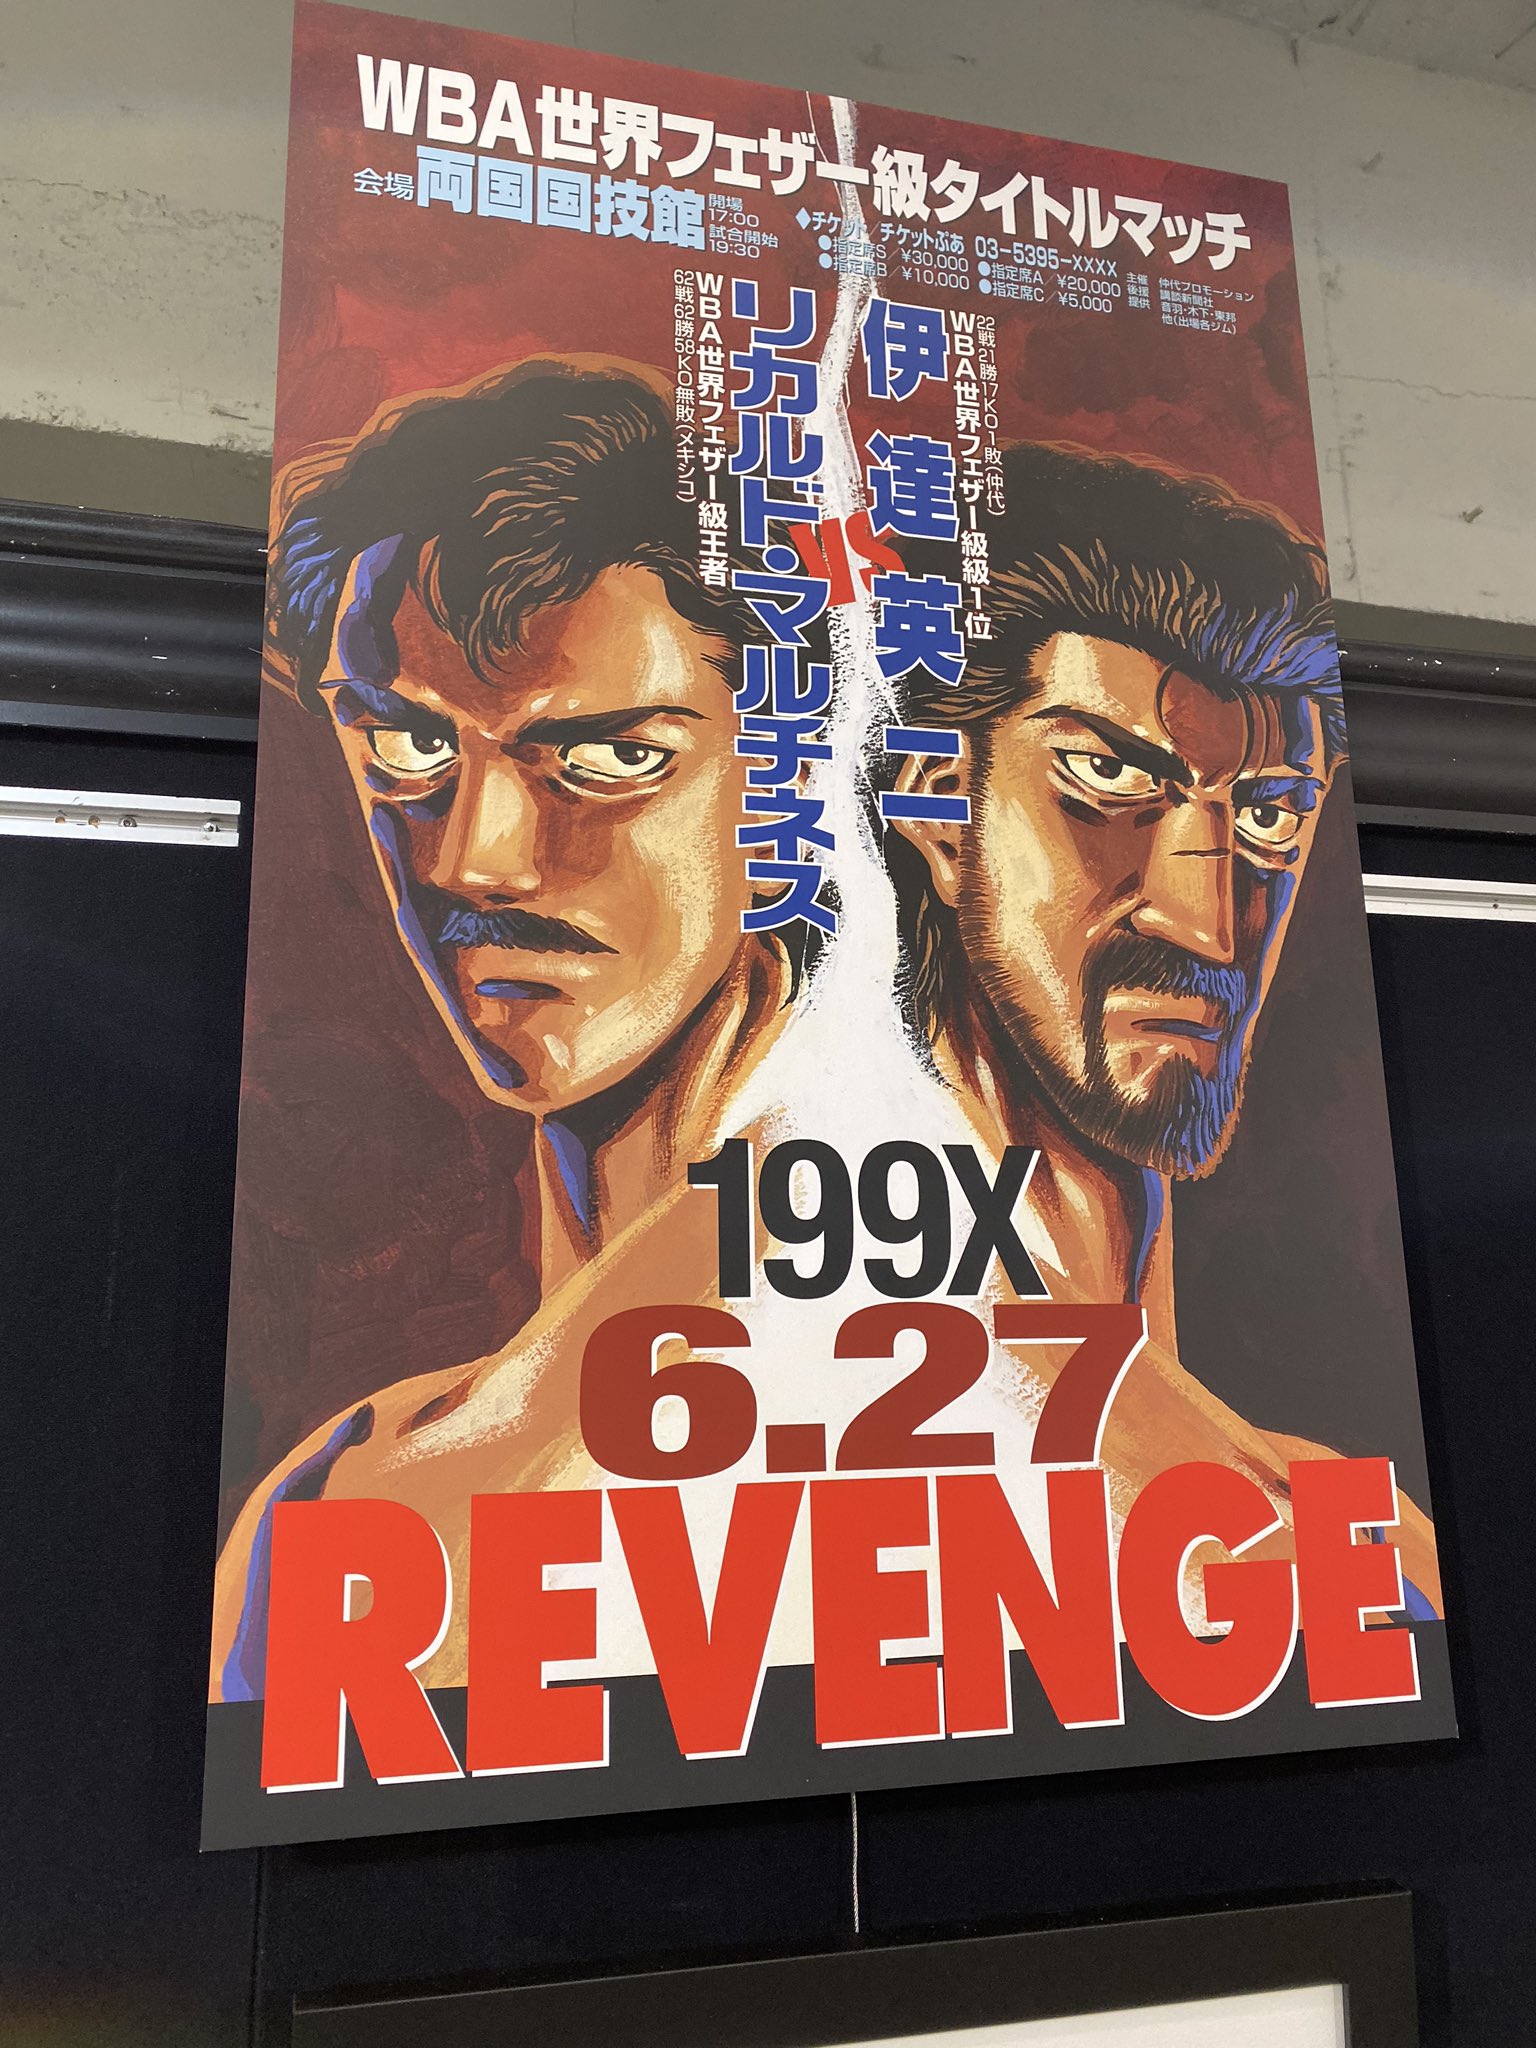 WBA世界フェザー級タイトルマッチ
会場 両国国技館 開場 17:00 試合開始 19:30
◆チケット/チケットぷあ 03-5395-XXXX
●指定席S/¥30,000 ●指定席A/¥20,000
●指定席B/¥10,000 ●指定席C/¥5,000
主催 仲代プロモーション
後援 講談新聞社
提供 音羽・木下・東邦
他(出場各ジム)
22戦21勝17KO1敗(仲代)
WBA世界フェザー級級1位
伊達英二
VS
リカルド・マルチネス
WBA世界フェザー級王者
62戦62勝58KO無敗(メキシコ)
199X
6.27
REVENGE